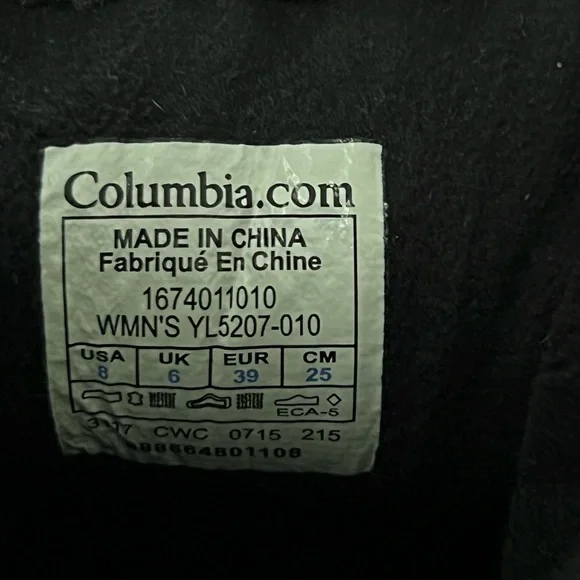 Columbia.com
MADE IN CHINA
Fabriqué En Chine
1674011010
WMN'S YL5207-010
USA UK EUR CM
8 6 39 25
ECA-5
CWC 0715 215